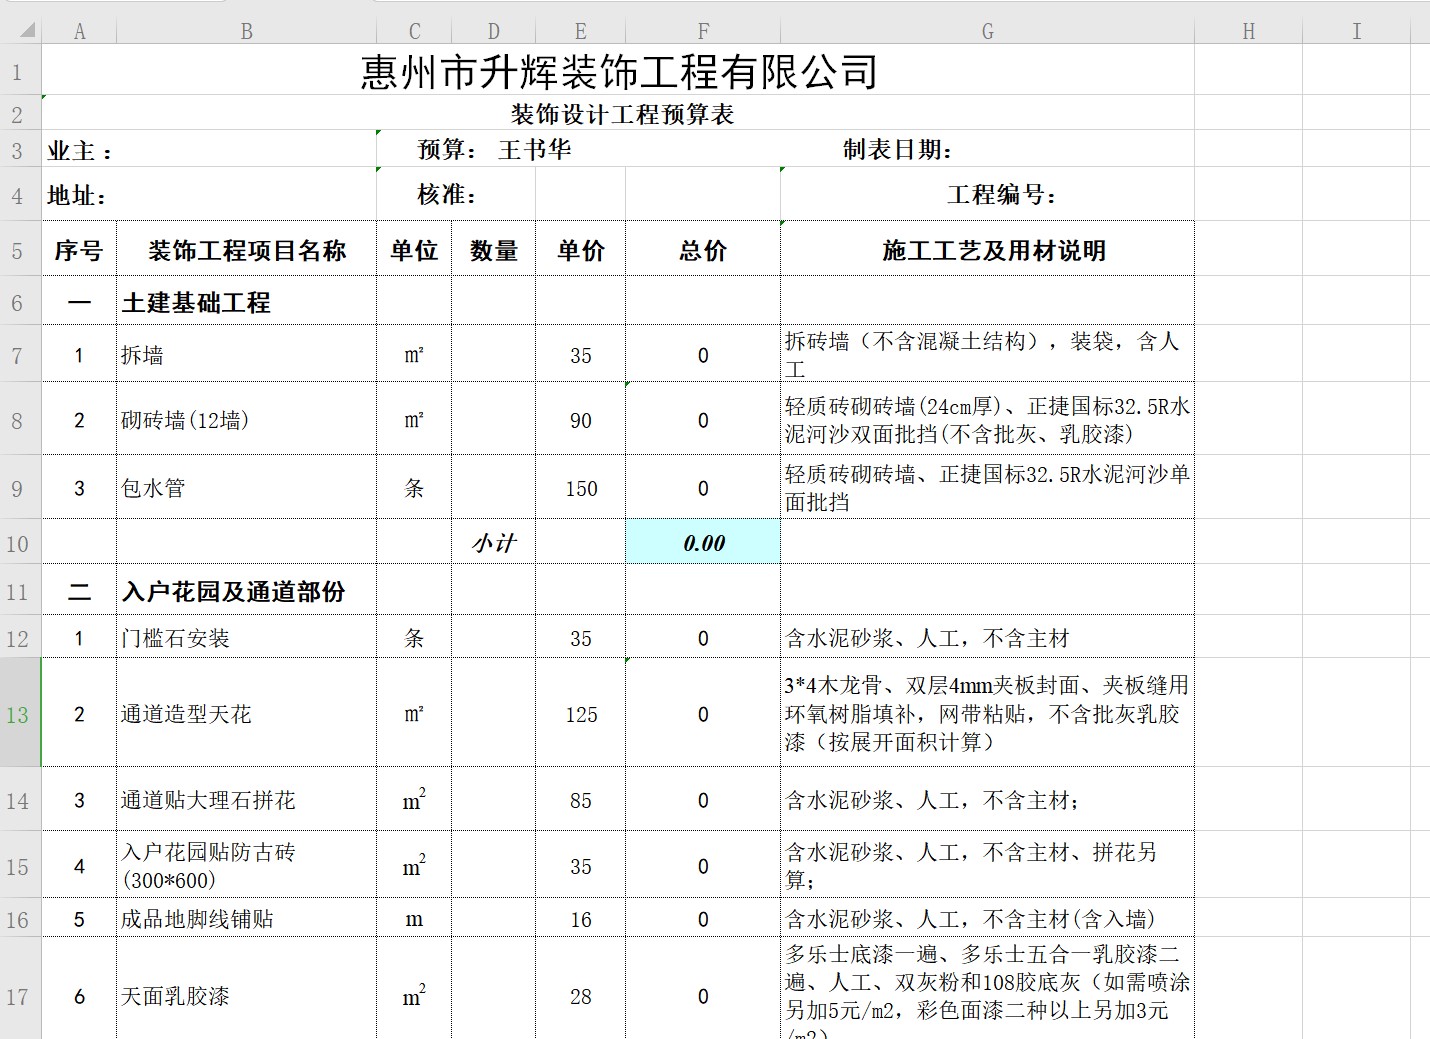 A B C D E F G H I
1 惠州市升辉装饰工程有限公司
2 装饰设计工程预算表
3 业主： 预算： 王书华 制表日期：
4 地址： 核准： 工程编号：
5 序号 装饰工程项目名称 单位 数量 单价 总价 施工工艺及用材说明
6 一 土建基础工程
7 1 拆墙 m² 35 0 拆砖墙（不含混凝土结构），装袋，含人
工
8 2 砌砖墙(12墙) m² 90 0 轻质砖砌砖墙(24cm厚)、正捷国标32.5R水
泥河沙双面批挡(不含批灰、乳胶漆)
9 3 包水管 条 150 0 轻质砖砌砖墙、正捷国标32.5R水泥河沙单
面批挡
10 小计 0.00
11 二 入户花园及通道部份
12 1 门槛石安装 条 35 0 含水泥砂浆、人工，不含主材
13 2 通道造型天花 m² 125 0 3*4木龙骨、双层4mm夹板封面、夹板缝用
环氧树脂填补，网带粘贴，不含批灰乳胶
漆（按展开面积计算）
14 3 通道贴大理石拼花 m² 85 0 含水泥砂浆、人工，不含主材；
15 4 入户花园贴防古砖
(300*600) m² 35 0 含水泥砂浆、人工，不含主材、拼花另
算；
16 5 成品地脚线铺贴 m 16 0 含水泥砂浆、人工，不含主材(含入墙)
17 6 天面乳胶漆 m² 28 0 多乐士底漆一遍、多乐士五合一乳胶漆二
遍、人工、双灰粉和108胶底灰（如需喷涂
另加5元/m2，彩色面漆二种以上另加3元
/m2）